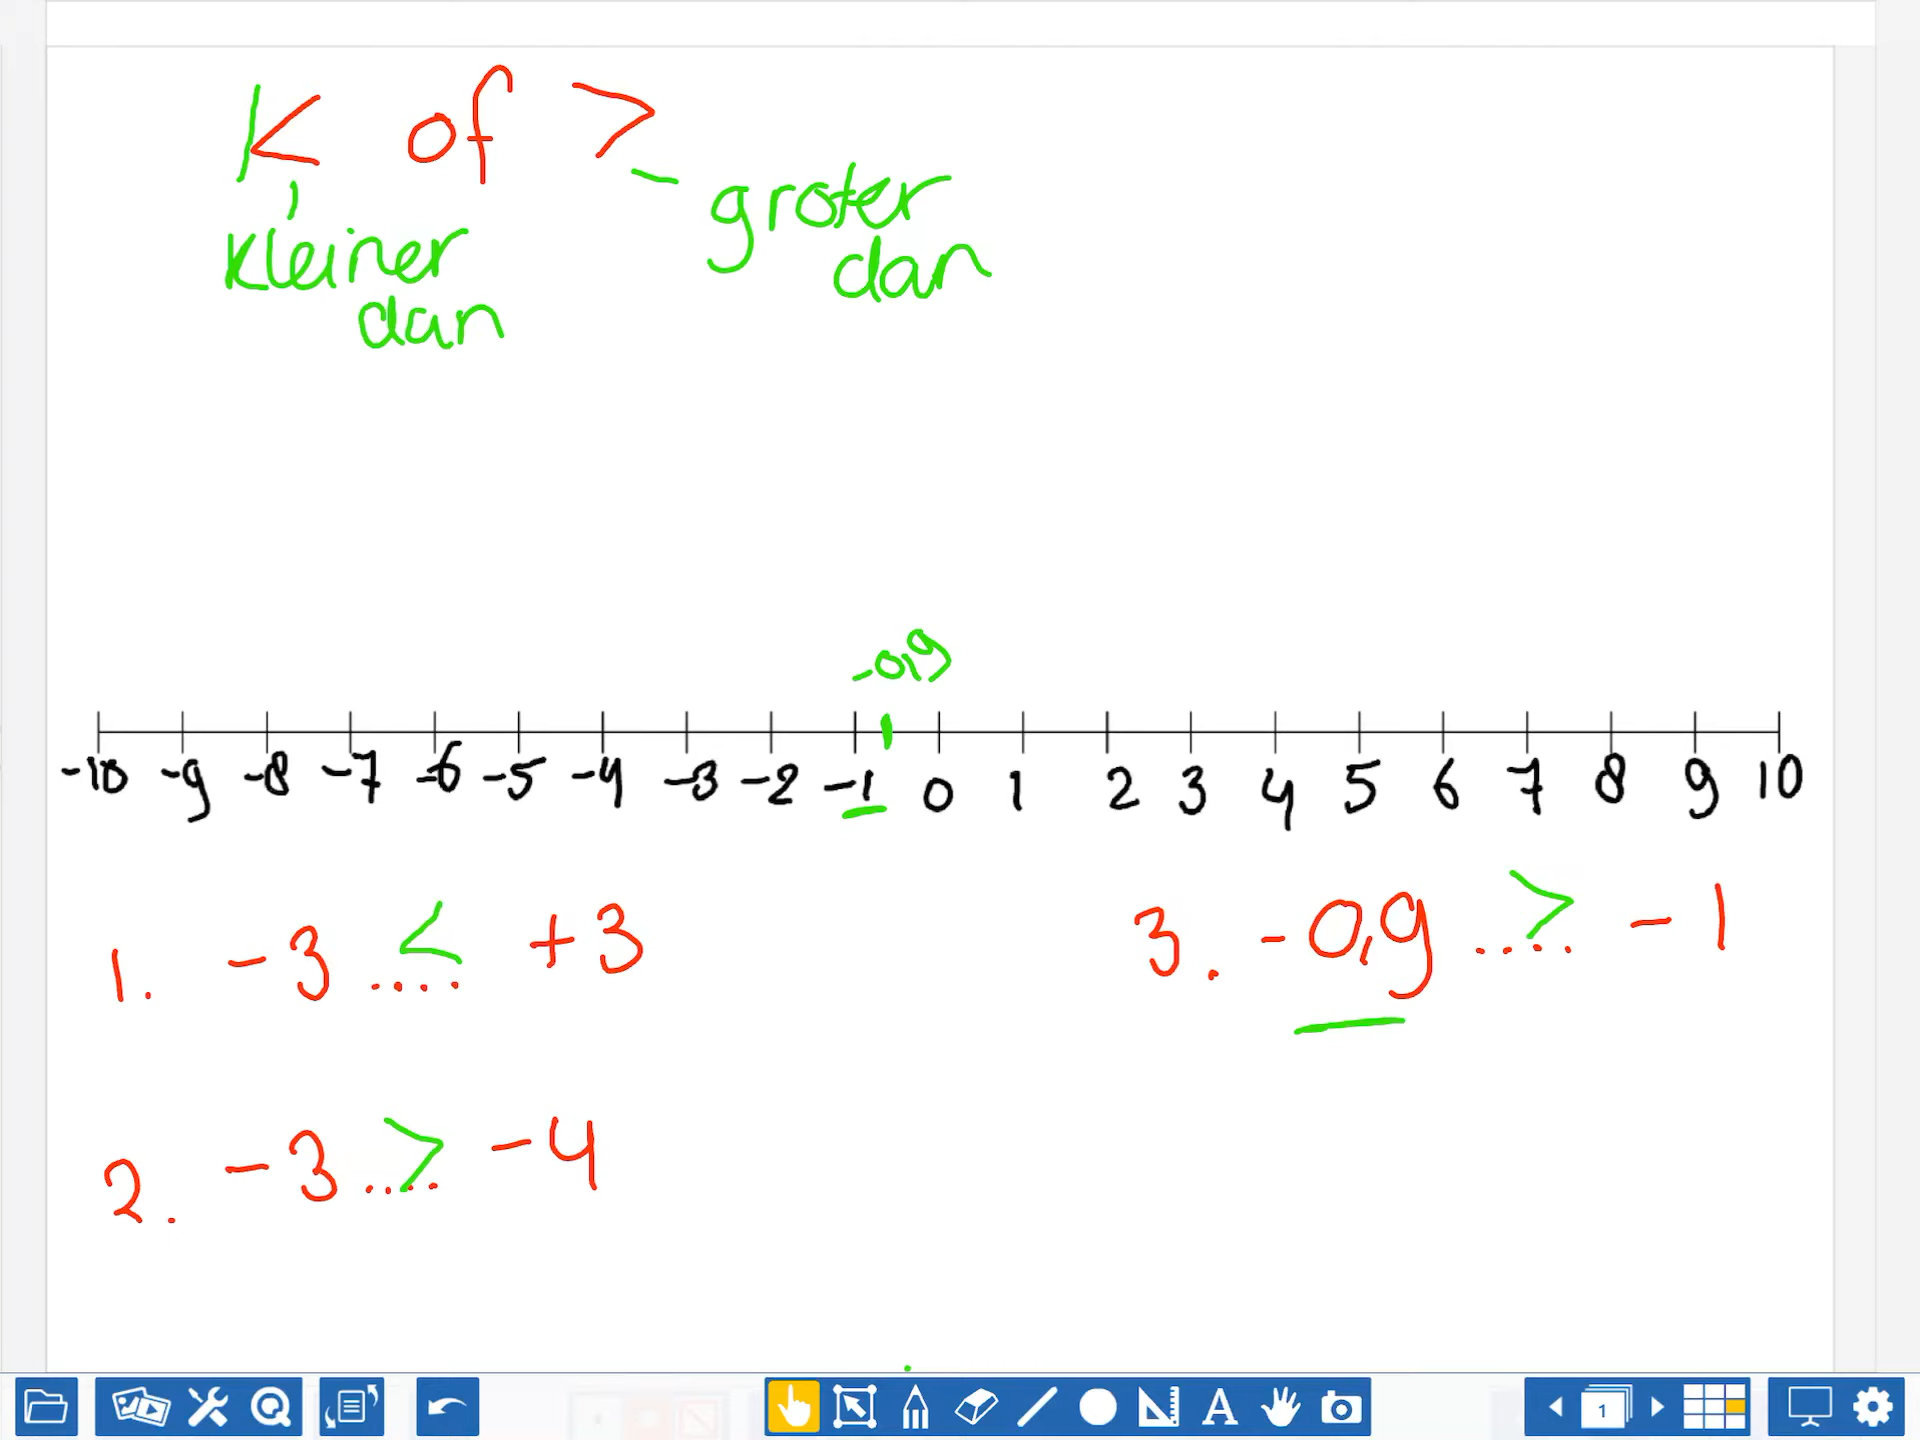 K of >
kleiner
dan
groter
dan
-0,9
-10 -9 -8 -7 -6 -5 -4 -3 -2 -1 0 1 2 3 4 5 6 7 8 9 10
1. -3 < +3
.....
2. -3 > -4
.....
3. -0,9 > -1
.....
A
1